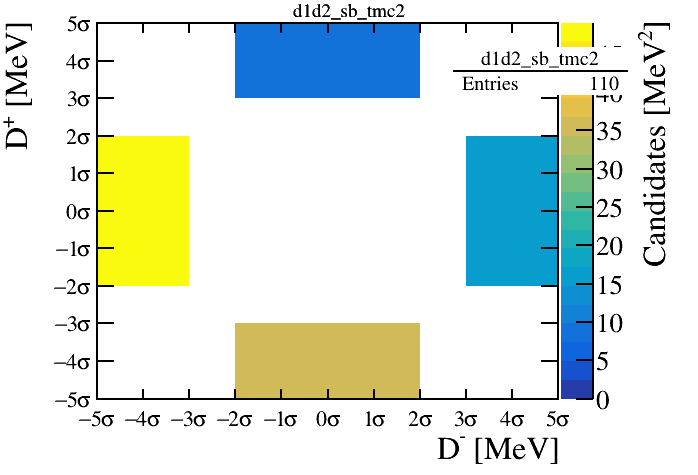 d1d2_sb_tmc2
D⁺ [MeV]
5σ
4σ
3σ
2σ
1σ
0σ
−1σ
−2σ
−3σ
−4σ
−5σ
−5σ −4σ −3σ −2σ −1σ 0σ 1σ 2σ 3σ 4σ 5σ
D⁻ [MeV]
d1d2_sb_tmc2
Entries 110
40
35
30
25
20
15
10
5
0
Candidates [MeV²]